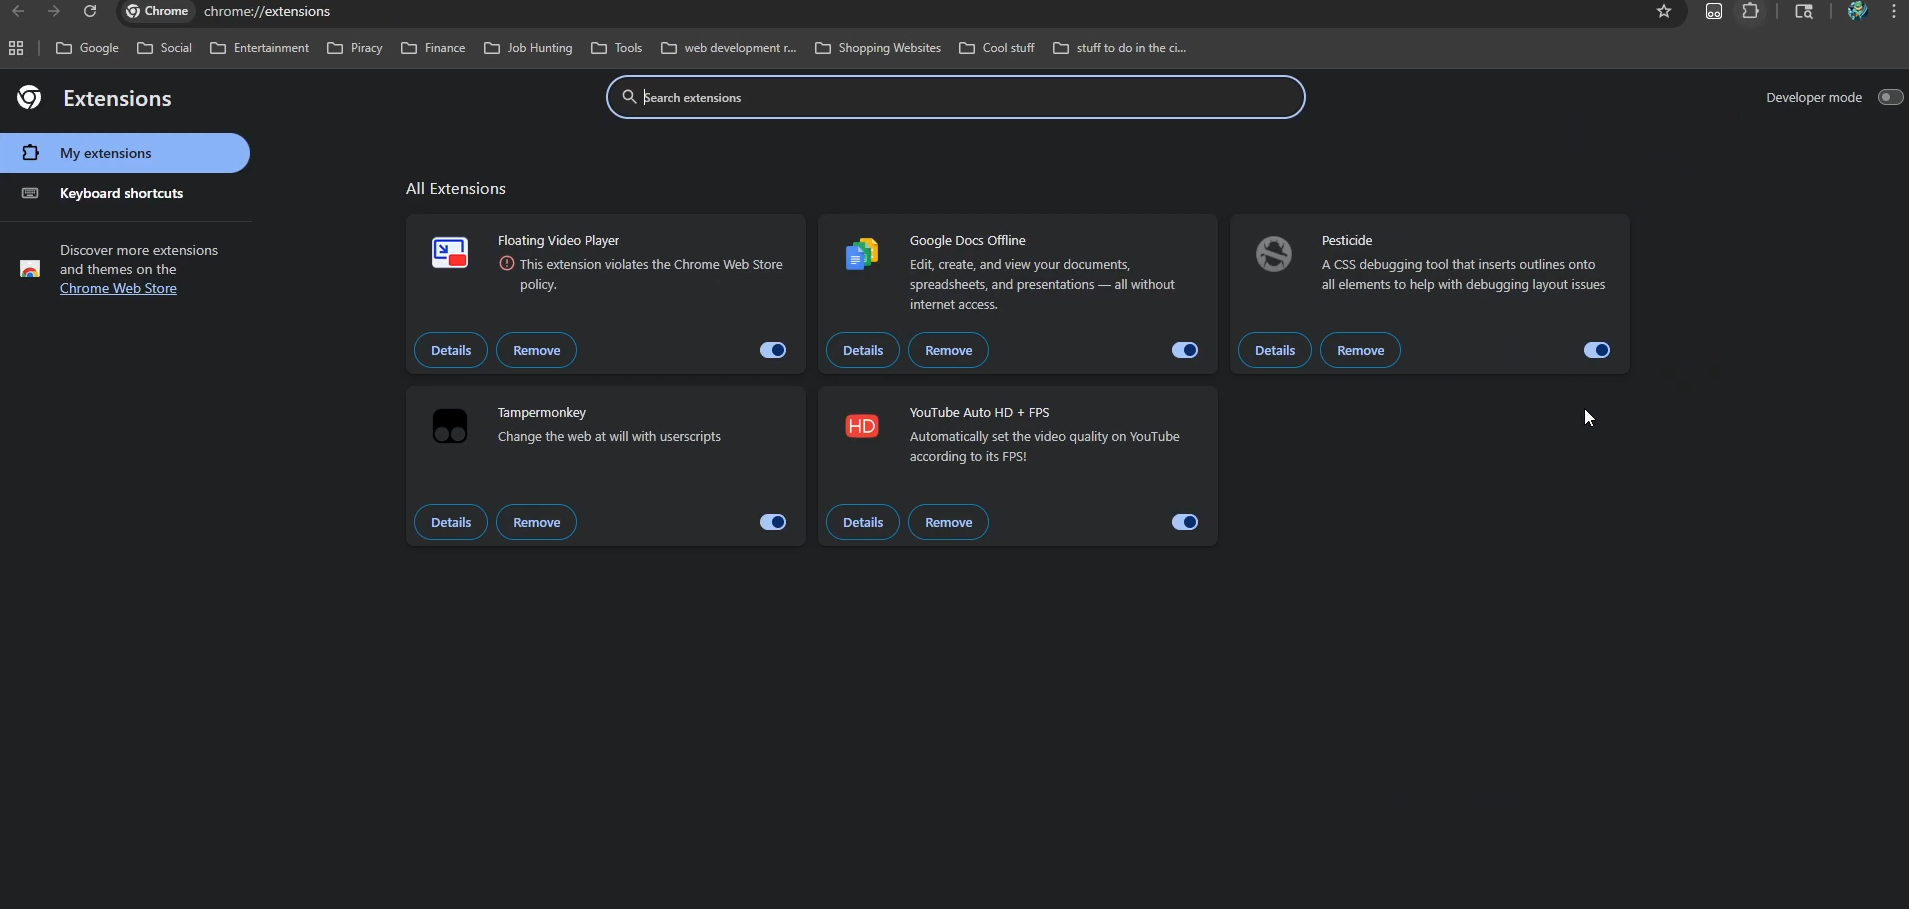 Chrome chrome://extensions
Google Social Entertainment Piracy Finance Job Hunting Tools web development r... Shopping Websites Cool stuff stuff to do in the ci...
Extensions
Search extensions
Developer mode
My extensions
Keyboard shortcuts
Discover more extensions
and themes on the
Chrome Web Store
All Extensions
Floating Video Player
This extension violates the Chrome Web Store
policy.
Details Remove
Google Docs Offline
Edit, create, and view your documents,
spreadsheets, and presentations — all without
internet access.
Details Remove
Pesticide
A CSS debugging tool that inserts outlines onto
all elements to help with debugging layout issues
Details Remove
Tampermonkey
Change the web at will with userscripts
Details Remove
HD
YouTube Auto HD + FPS
Automatically set the video quality on YouTube
according to its FPS!
Details Remove